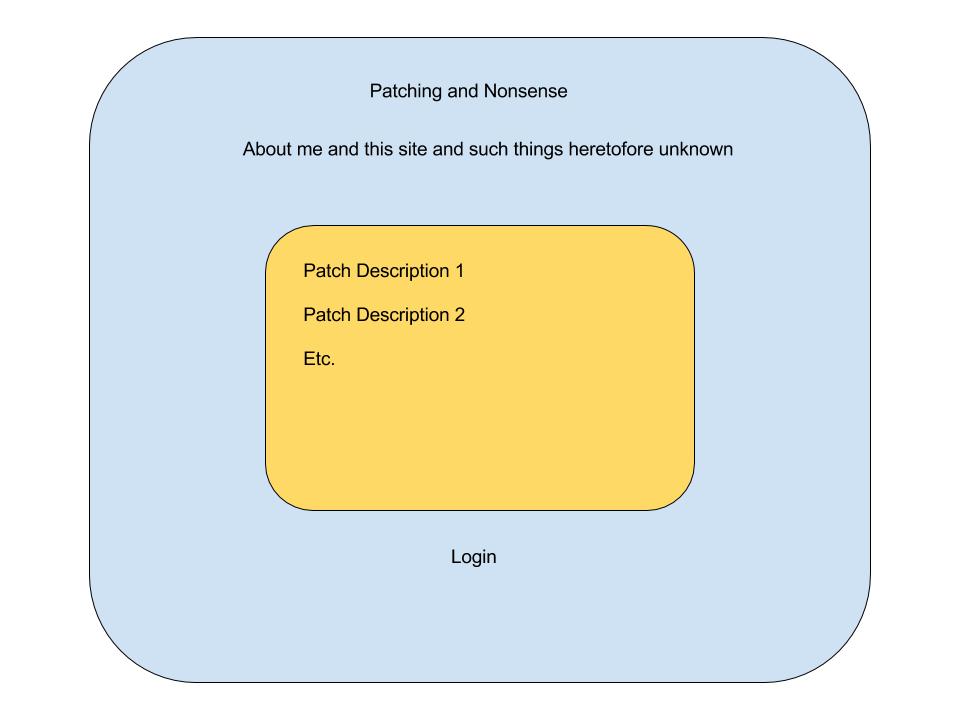 Patching and Nonsense
About me and this site and such things heretofore unknown
Patch Description 1
Patch Description 2
Etc.
Login